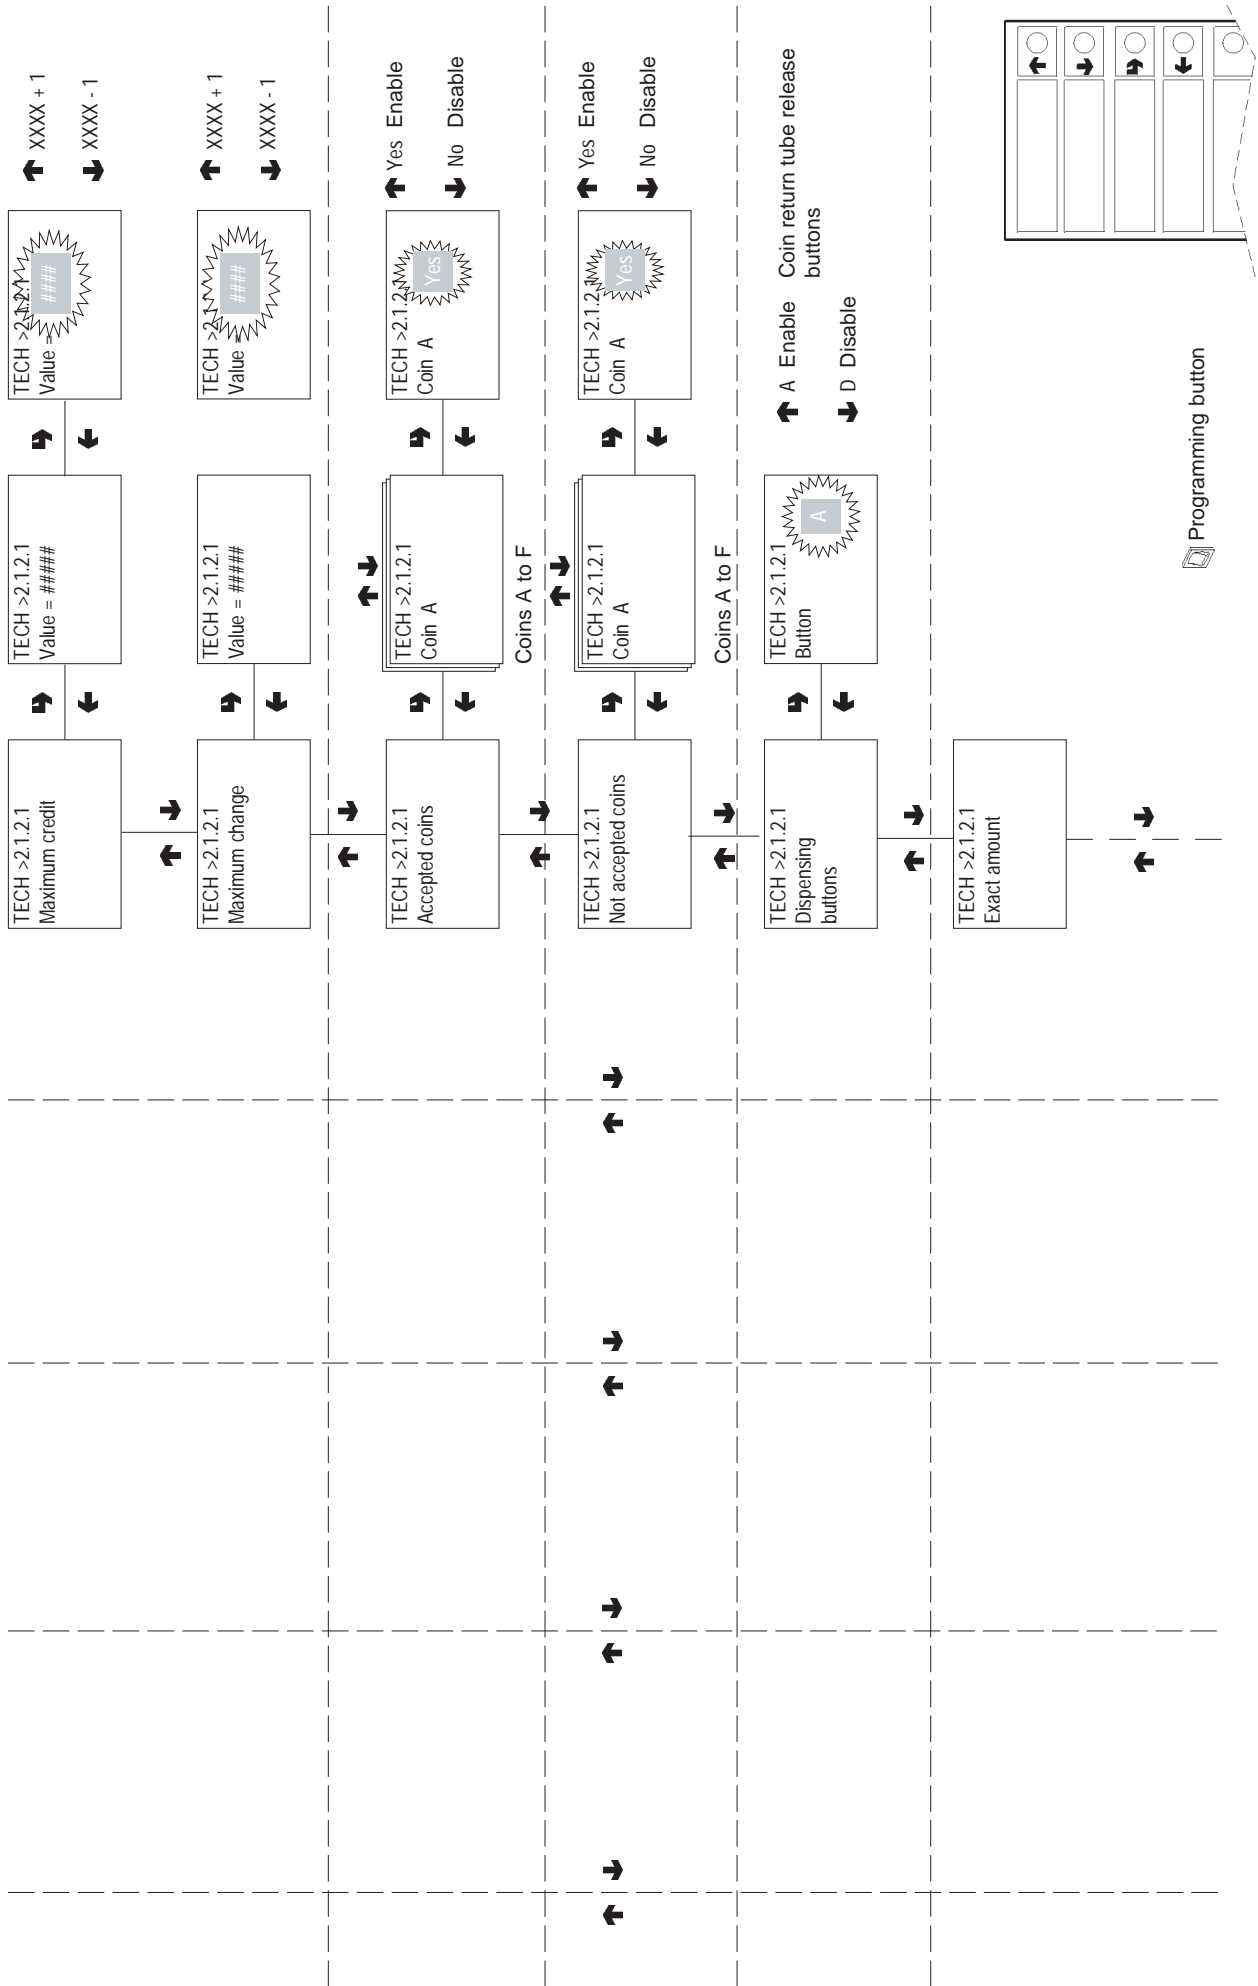 TECH >2.1.2.1
Maximum credit
TECH >2.1.2.1
Value = #####
TECH >2.1.2.1
Value =
####
XXXX + 1
XXXX - 1
TECH >2.1.2.1
Maximum change
TECH >2.1.2.1
Value = #####
TECH >2.1
Value =
####
XXXX + 1
XXXX - 1
TECH >2.1.2.1
Accepted coins
TECH >2.1.2.1
Coin A
Coins A to F
TECH >2.1.2.1
Coin A
Yes
Yes Enable
No Disable
TECH >2.1.2.1
Not accepted coins
TECH >2.1.2.1
Coin A
Coins A to F
TECH >2.1.2.1
Coin A
Yes
Yes Enable
No Disable
TECH >2.1.2.1
Dispensing
buttons
TECH >2.1.2.1
Button
A
A Enable
D Disable
Coin return tube release
buttons
TECH >2.1.2.1
Exact amount
Programming button